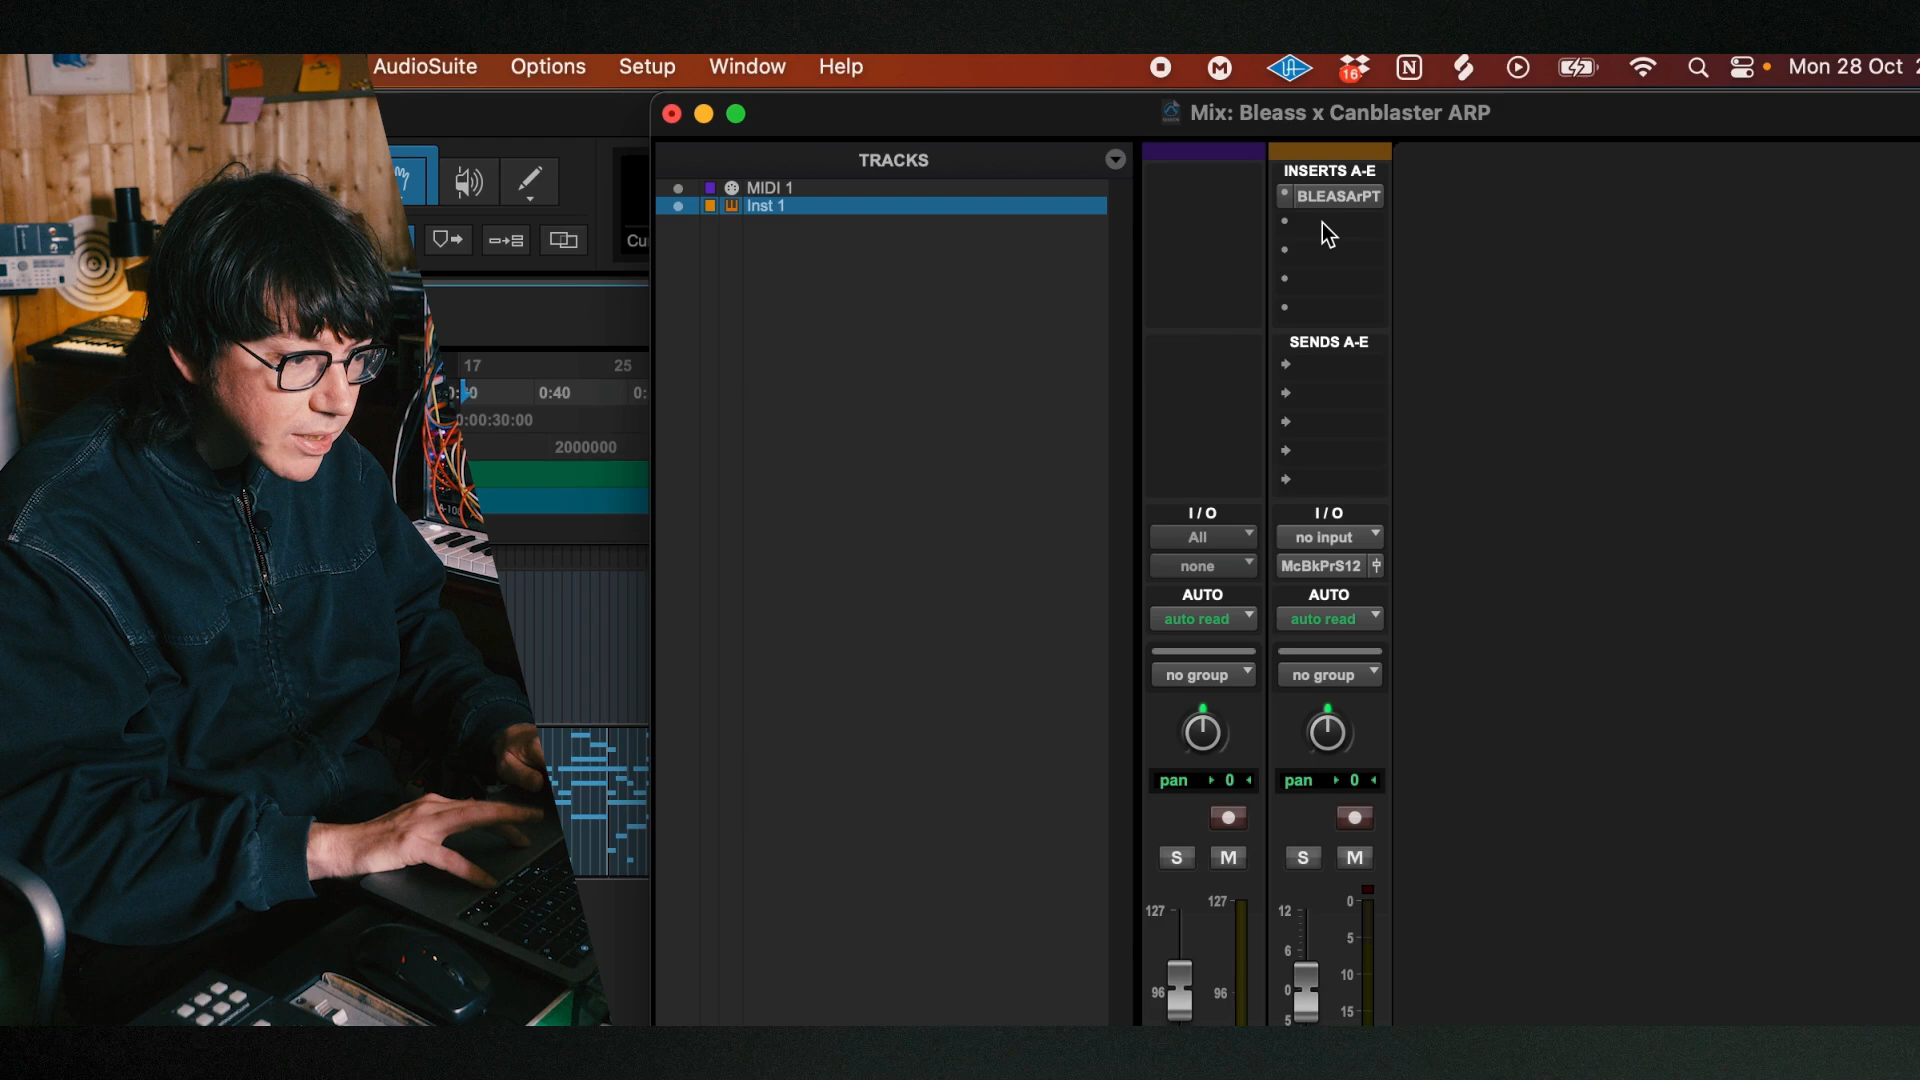 AudioSuite Options Setup Window Help 16 Mon 28 Oct
Mix: Bleass x Canblaster ARP
TRACKS
MIDI 1
Inst 1
INSERTS A-E
BLEASArPT
SENDS A-E
17 25
0:40
0:00:30:00
2000000
I / O I / O
All no input
none McBkPrS12
AUTO AUTO
auto read auto read
no group no group
pan 0 pan 0
S M S M
127 127 12 0
6 5
10
96 96 0
15
5